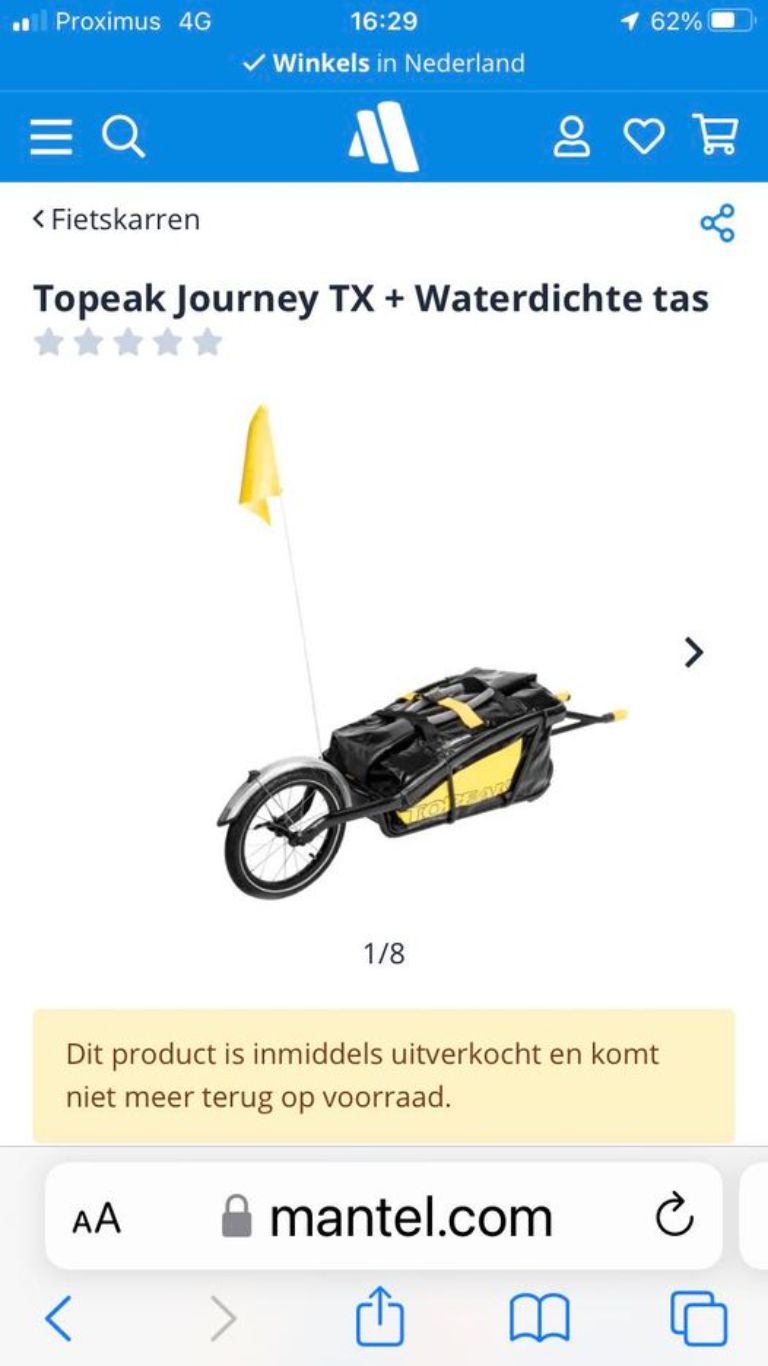 Proximus 4G 16:29 62%
Winkels in Nederland
Fietskarren
Topeak Journey TX + Waterdichte tas
TOPEAK
1/8
Dit product is inmiddels uitverkocht en komt
niet meer terug op voorraad.
AA mantel.com